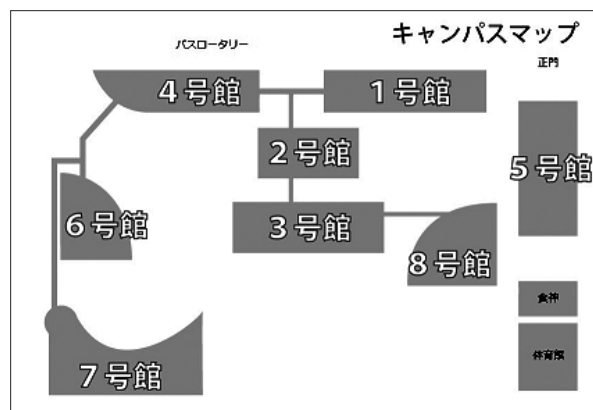 キャンパスマップ
バスロータリー
正門
4号館
1号館
2号館
5号館
6号館
3号館
8号館
食神
体育館
7号館